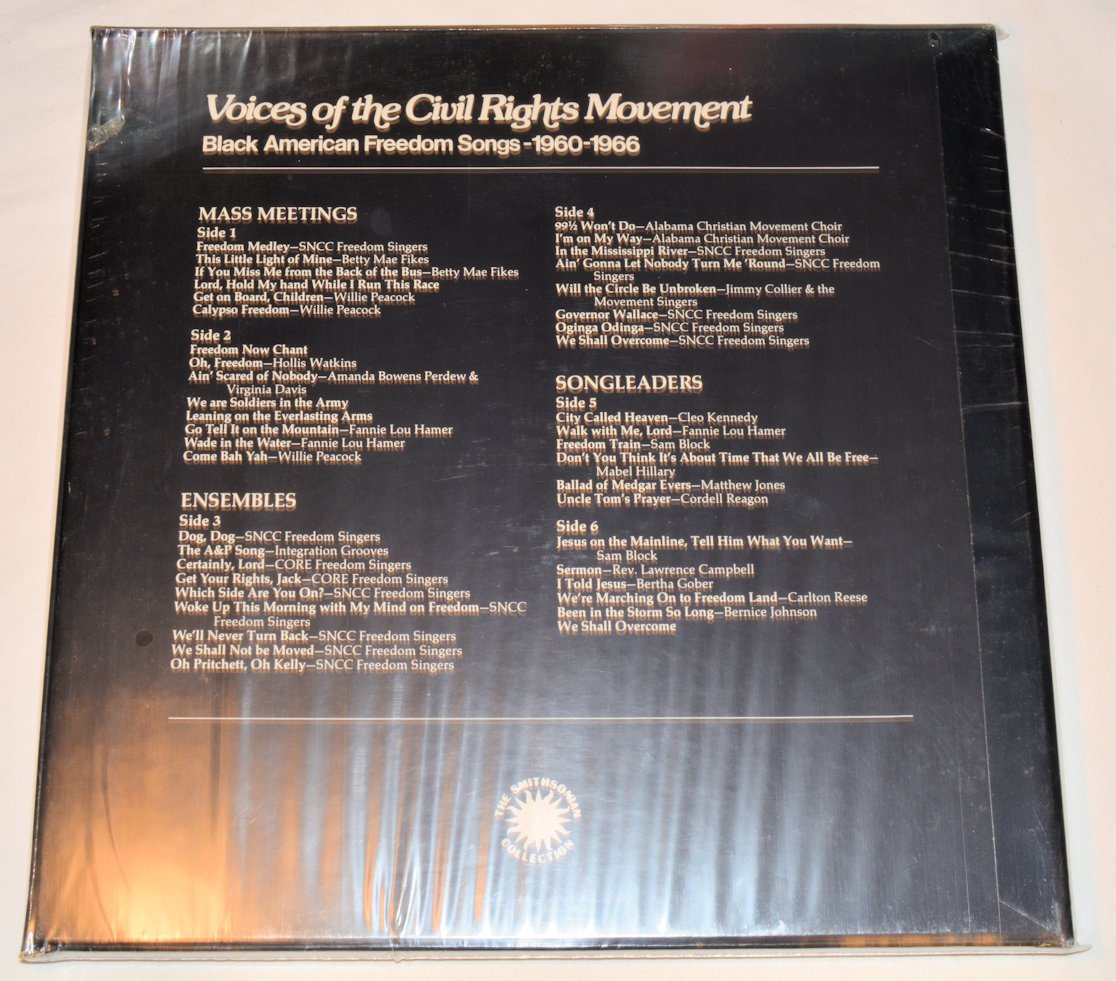 Voices of the Civil Rights Movement
Black American Freedom Songs -1960-1966
MASS MEETINGS
Side 1
Freedom Medley—SNCC Freedom Singers
This Little Light of Mine—Betty Mae Fikes
If You Miss Me from the Back of the Bus—Betty Mae Fikes
Lord, Hold My hand While I Run This Race
Get on Board, Children—Willie Peacock
Calypso Freedom—Willie Peacock
Side 2
Freedom Now Chant
Oh, Freedom—Hollis Watkins
Ain' Scared of Nobody—Amanda Bowens Perdew &
Virginia Davis
We are Soldiers in the Army
Leaning on the Everlasting Arms
Go Tell It on the Mountain—Fannie Lou Hamer
Wade in the Water—Fannie Lou Hamer
Come Bah Yah—Willie Peacock
ENSEMBLES
Side 3
Dog, Dog—SNCC Freedom Singers
The A&P Song—Integration Grooves
Certainly, Lord—CORE Freedom Singers
Get Your Rights, Jack—CORE Freedom Singers
Which Side Are You On?—SNCC Freedom Singers
Woke Up This Morning with My Mind on Freedom—SNCC
Freedom Singers
We'll Never Turn Back—SNCC Freedom Singers
We Shall Not be Moved—SNCC Freedom Singers
Oh Pritchett, Oh Kelly—SNCC Freedom Singers
Side 4
99½ Won't Do—Alabama Christian Movement Choir
I'm on My Way—Alabama Christian Movement Choir
In the Mississippi River—SNCC Freedom Singers
Ain' Gonna Let Nobody Turn Me 'Round—SNCC Freedom
Singers
Will the Circle Be Unbroken—Jimmy Collier & the
Movement Singers
Governor Wallace—SNCC Freedom Singers
Oginga Odinga—SNCC Freedom Singers
We Shall Overcome—SNCC Freedom Singers
SONGLEADERS
Side 5
City Called Heaven—Cleo Kennedy
Walk with Me, Lord—Fannie Lou Hamer
Freedom Train—Sam Block
Don't You Think It's About Time That We All Be Free—
Mabel Hillary
Ballad of Medgar Evers—Matthew Jones
Uncle Tom's Prayer—Cordell Reagon
Side 6
Jesus on the Mainline, Tell Him What You Want—
Sam Block
Sermon—Rev. Lawrence Campbell
I Told Jesus—Bertha Gober
We're Marching On to Freedom Land—Carlton Reese
Been in the Storm So Long—Bernice Johnson
We Shall Overcome
THE SMITHSONIAN
COLLECTION